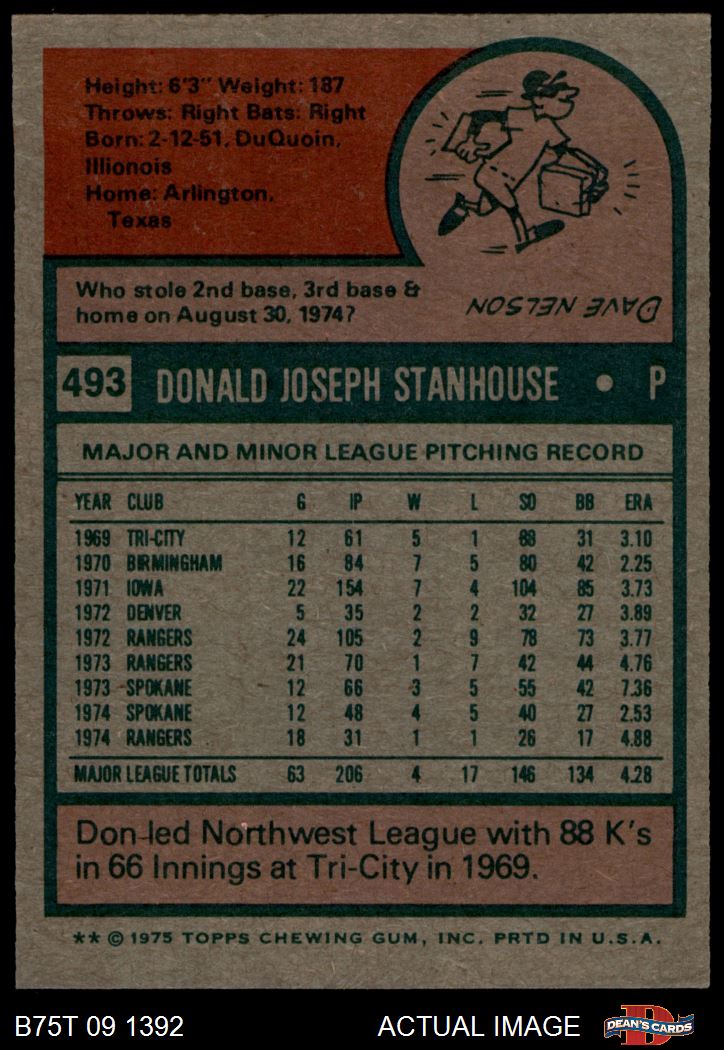 Height: 6'3" Weight: 187
Throws: Right Bats: Right
Born: 2-12-51, DuQuoin,
Illionois
Home: Arlington,
Texas
Who stole 2nd base, 3rd base &
home on August 30, 1974?
DAVE NELSON
493 DONALD JOSEPH STANHOUSE • P
MAJOR AND MINOR LEAGUE PITCHING RECORD
YEAR CLUB G IP W L SO BB ERA
1969 TRI-CITY 12 61 5 1 88 31 3.10
1970 BIRMINGHAM 16 84 7 5 80 42 2.25
1971 IOWA 22 154 7 4 104 85 3.73
1972 DENVER 5 35 2 2 32 27 3.89
1972 RANGERS 24 105 2 9 78 73 3.77
1973 RANGERS 21 70 1 7 42 44 4.76
1973 SPOKANE 12 66 3 5 55 42 7.36
1974 SPOKANE 12 48 4 5 40 27 2.53
1974 RANGERS 18 31 1 1 26 17 4.88
MAJOR LEAGUE TOTALS 63 206 4 17 146 134 4.28
Don led Northwest League with 88 K's
in 66 Innings at Tri-City in 1969.
** © 1975 TOPPS CHEWING GUM, INC. PRTD IN U.S.A.
B75T 09 1392 ACTUAL IMAGE DEAN'S CARDS